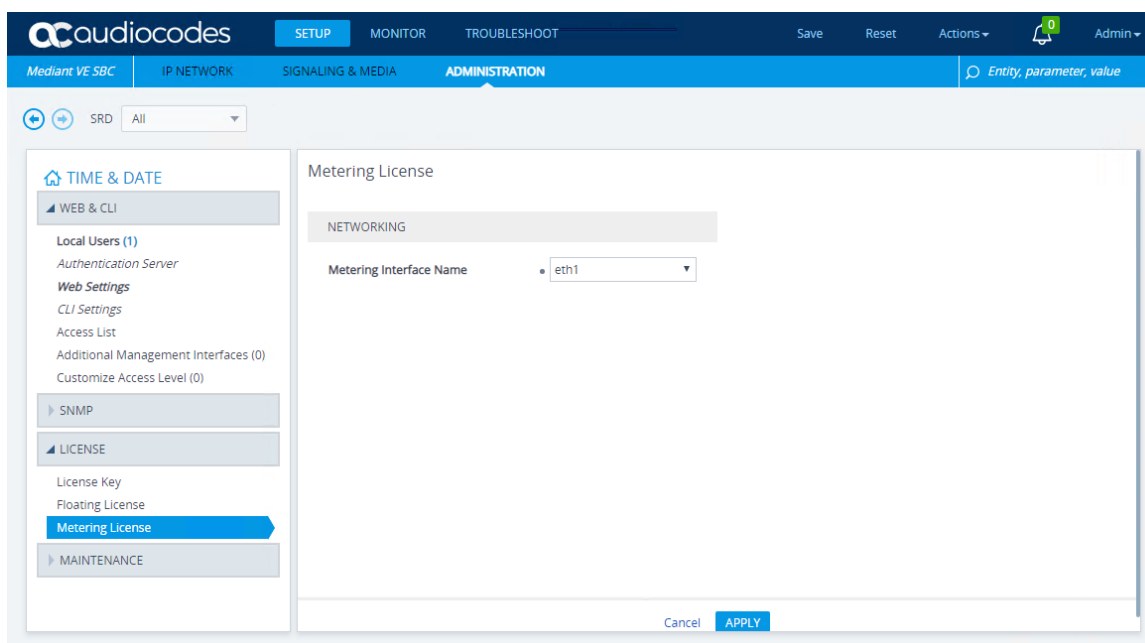 audiocodes SETUP MONITOR TROUBLESHOOT Save Reset Actions 0 Admin
Mediant VE SBC IP NETWORK SIGNALING & MEDIA ADMINISTRATION Entity, parameter, value
SRD All
TIME & DATE
WEB & CLI
Local Users (1)
Authentication Server
Web Settings
CLI Settings
Access List
Additional Management Interfaces (0)
Customize Access Level (0)
SNMP
LICENSE
License Key
Floating License
Metering License
MAINTENANCE
Metering License
NETWORKING
Metering Interface Name eth1
Cancel APPLY